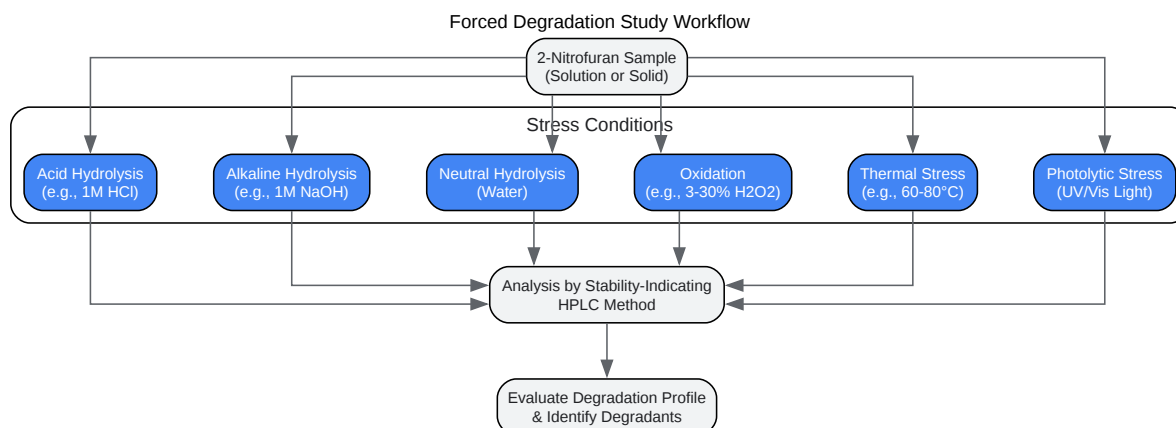 Forced Degradation Study Workflow
2-Nitrofuran Sample
(Solution or Solid)
Stress Conditions
Acid Hydrolysis
(e.g., 1M HCl)
Alkaline Hydrolysis
(e.g., 1M NaOH)
Neutral Hydrolysis
(Water)
Oxidation
(e.g., 3-30% H2O2)
Thermal Stress
(e.g., 60-80°C)
Photolytic Stress
(UV/Vis Light)
Analysis by Stability-Indicating
HPLC Method
Evaluate Degradation Profile
& Identify Degradants